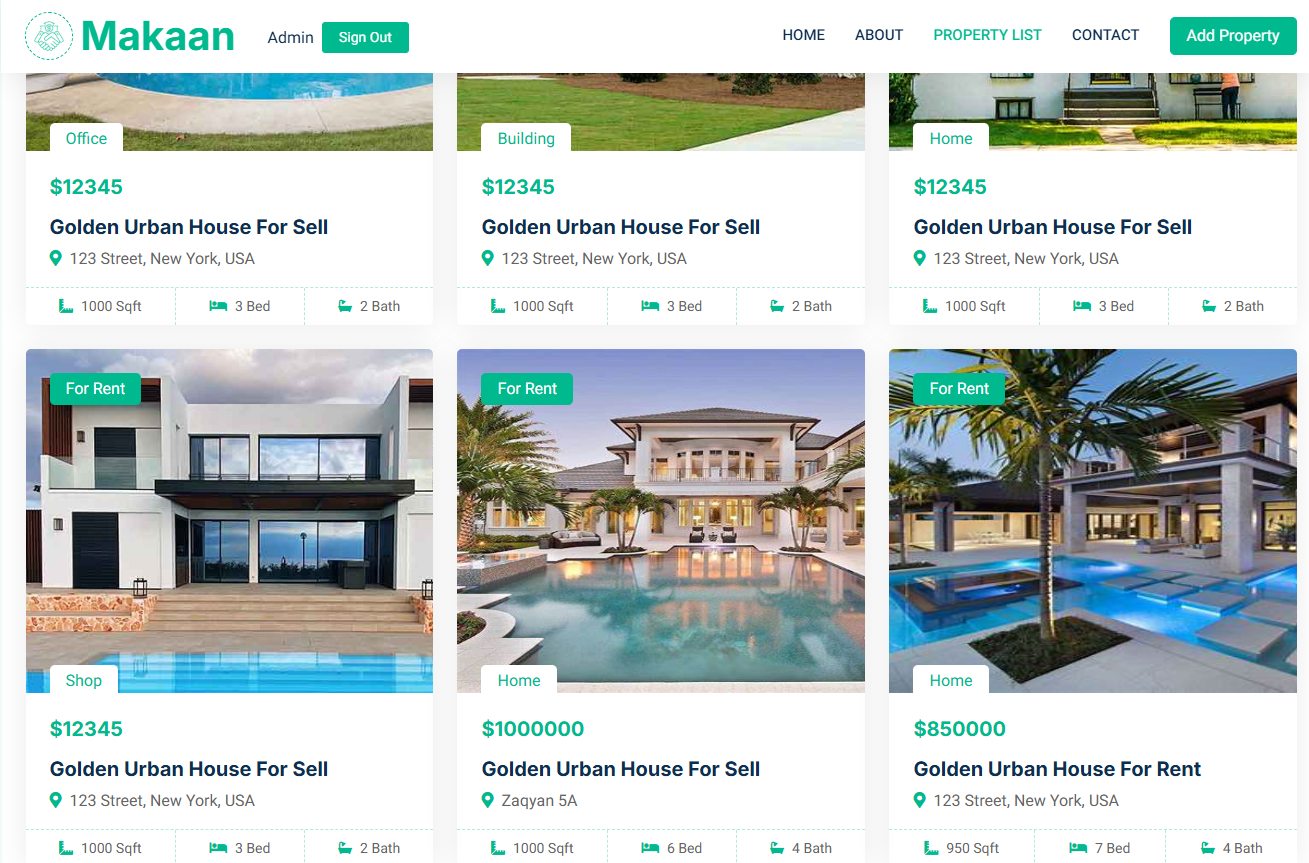 Makaan
Admin
Sign Out
HOME
ABOUT
PROPERTY LIST
CONTACT
Add Property
Office
$12345
Golden Urban House For Sell
123 Street, New York, USA
1000 Sqft
3 Bed
2 Bath
Building
$12345
Golden Urban House For Sell
123 Street, New York, USA
1000 Sqft
3 Bed
2 Bath
Home
$12345
Golden Urban House For Sell
123 Street, New York, USA
1000 Sqft
3 Bed
2 Bath
For Rent
Shop
$12345
Golden Urban House For Sell
123 Street, New York, USA
1000 Sqft
3 Bed
2 Bath
For Rent
Home
$1000000
Golden Urban House For Sell
Zaqyan 5A
1000 Sqft
6 Bed
4 Bath
For Rent
Home
$850000
Golden Urban House For Rent
123 Street, New York, USA
950 Sqft
7 Bed
4 Bath